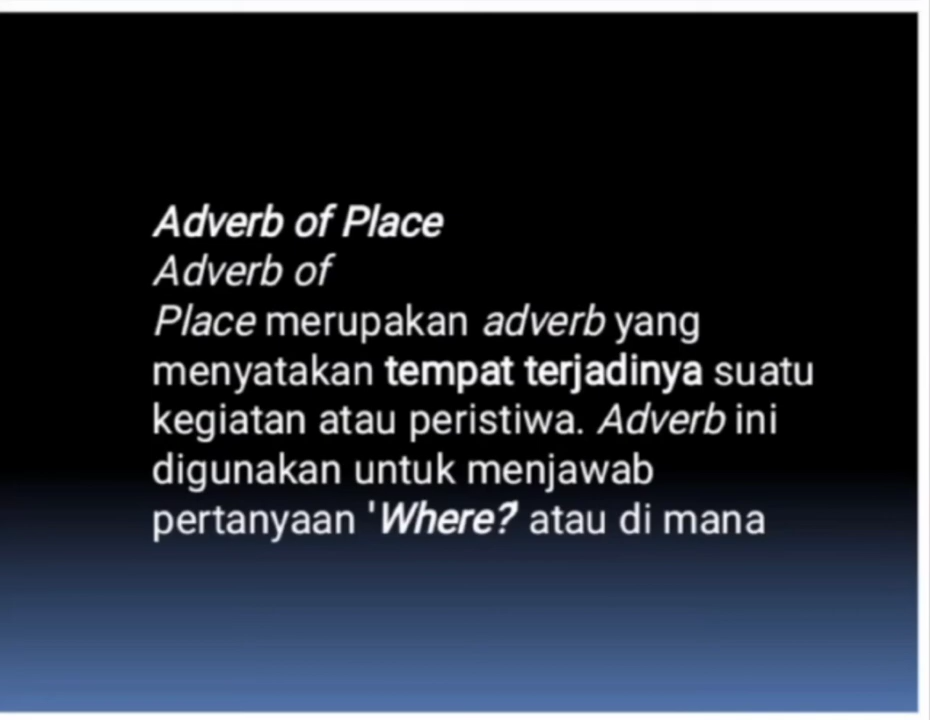 Adverb of Place
Adverb of
Place merupakan adverb yang
menyatakan tempat terjadinya suatu
kegiatan atau peristiwa. Adverb ini
digunakan untuk menjawab
pertanyaan 'Where?' atau di mana